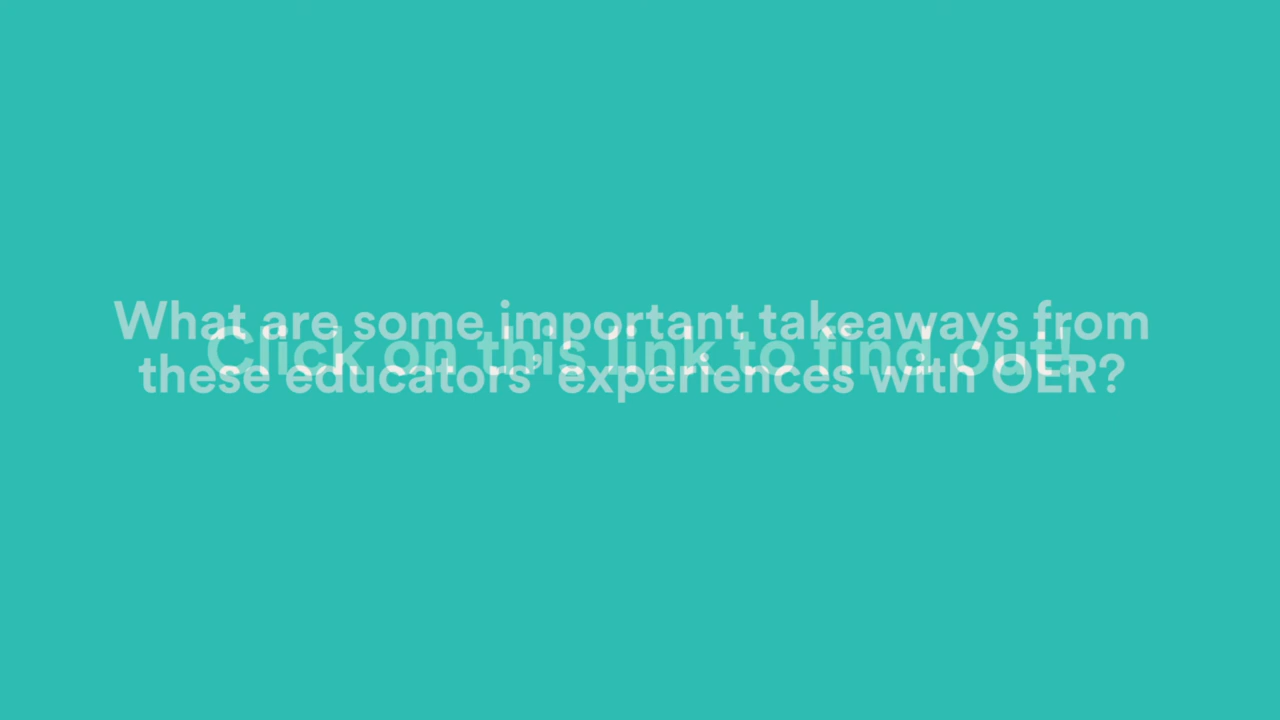 What are some important takeaways from
Click on this link to find out!
these educators' experiences with OER?